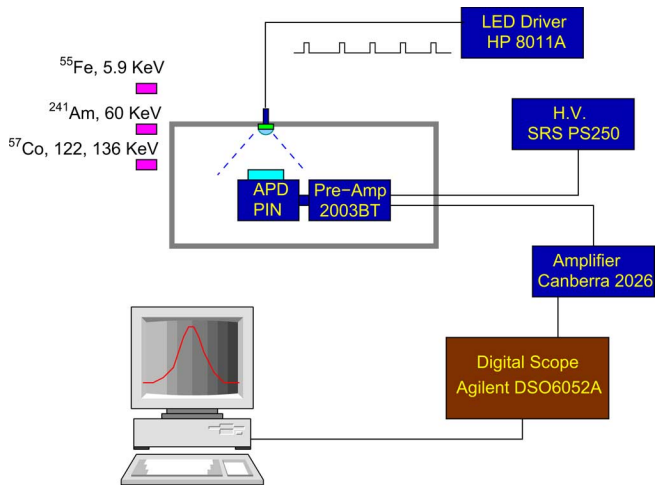 LED Driver
HP 8011A
⁵⁵Fe, 5.9 KeV
²⁴¹Am, 60 KeV
⁵⁷Co, 122, 136 KeV
H.V.
SRS PS250
APD
PIN
Pre−Amp
2003BT
Amplifier
Canberra 2026
Digital Scope
Agilent DSO6052A